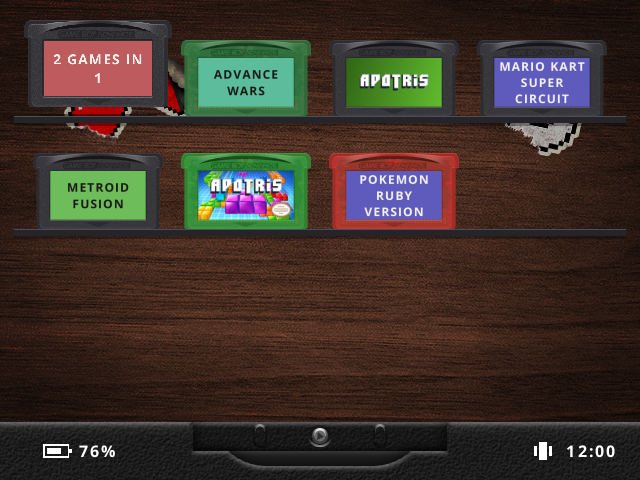 2 GAMES IN
1
ADVANCE
WARS
APOTRIS
MARIO KART
SUPER
CIRCUIT
METROID
FUSION
APOTRIS
POKEMON
RUBY
VERSION
76%
12:00